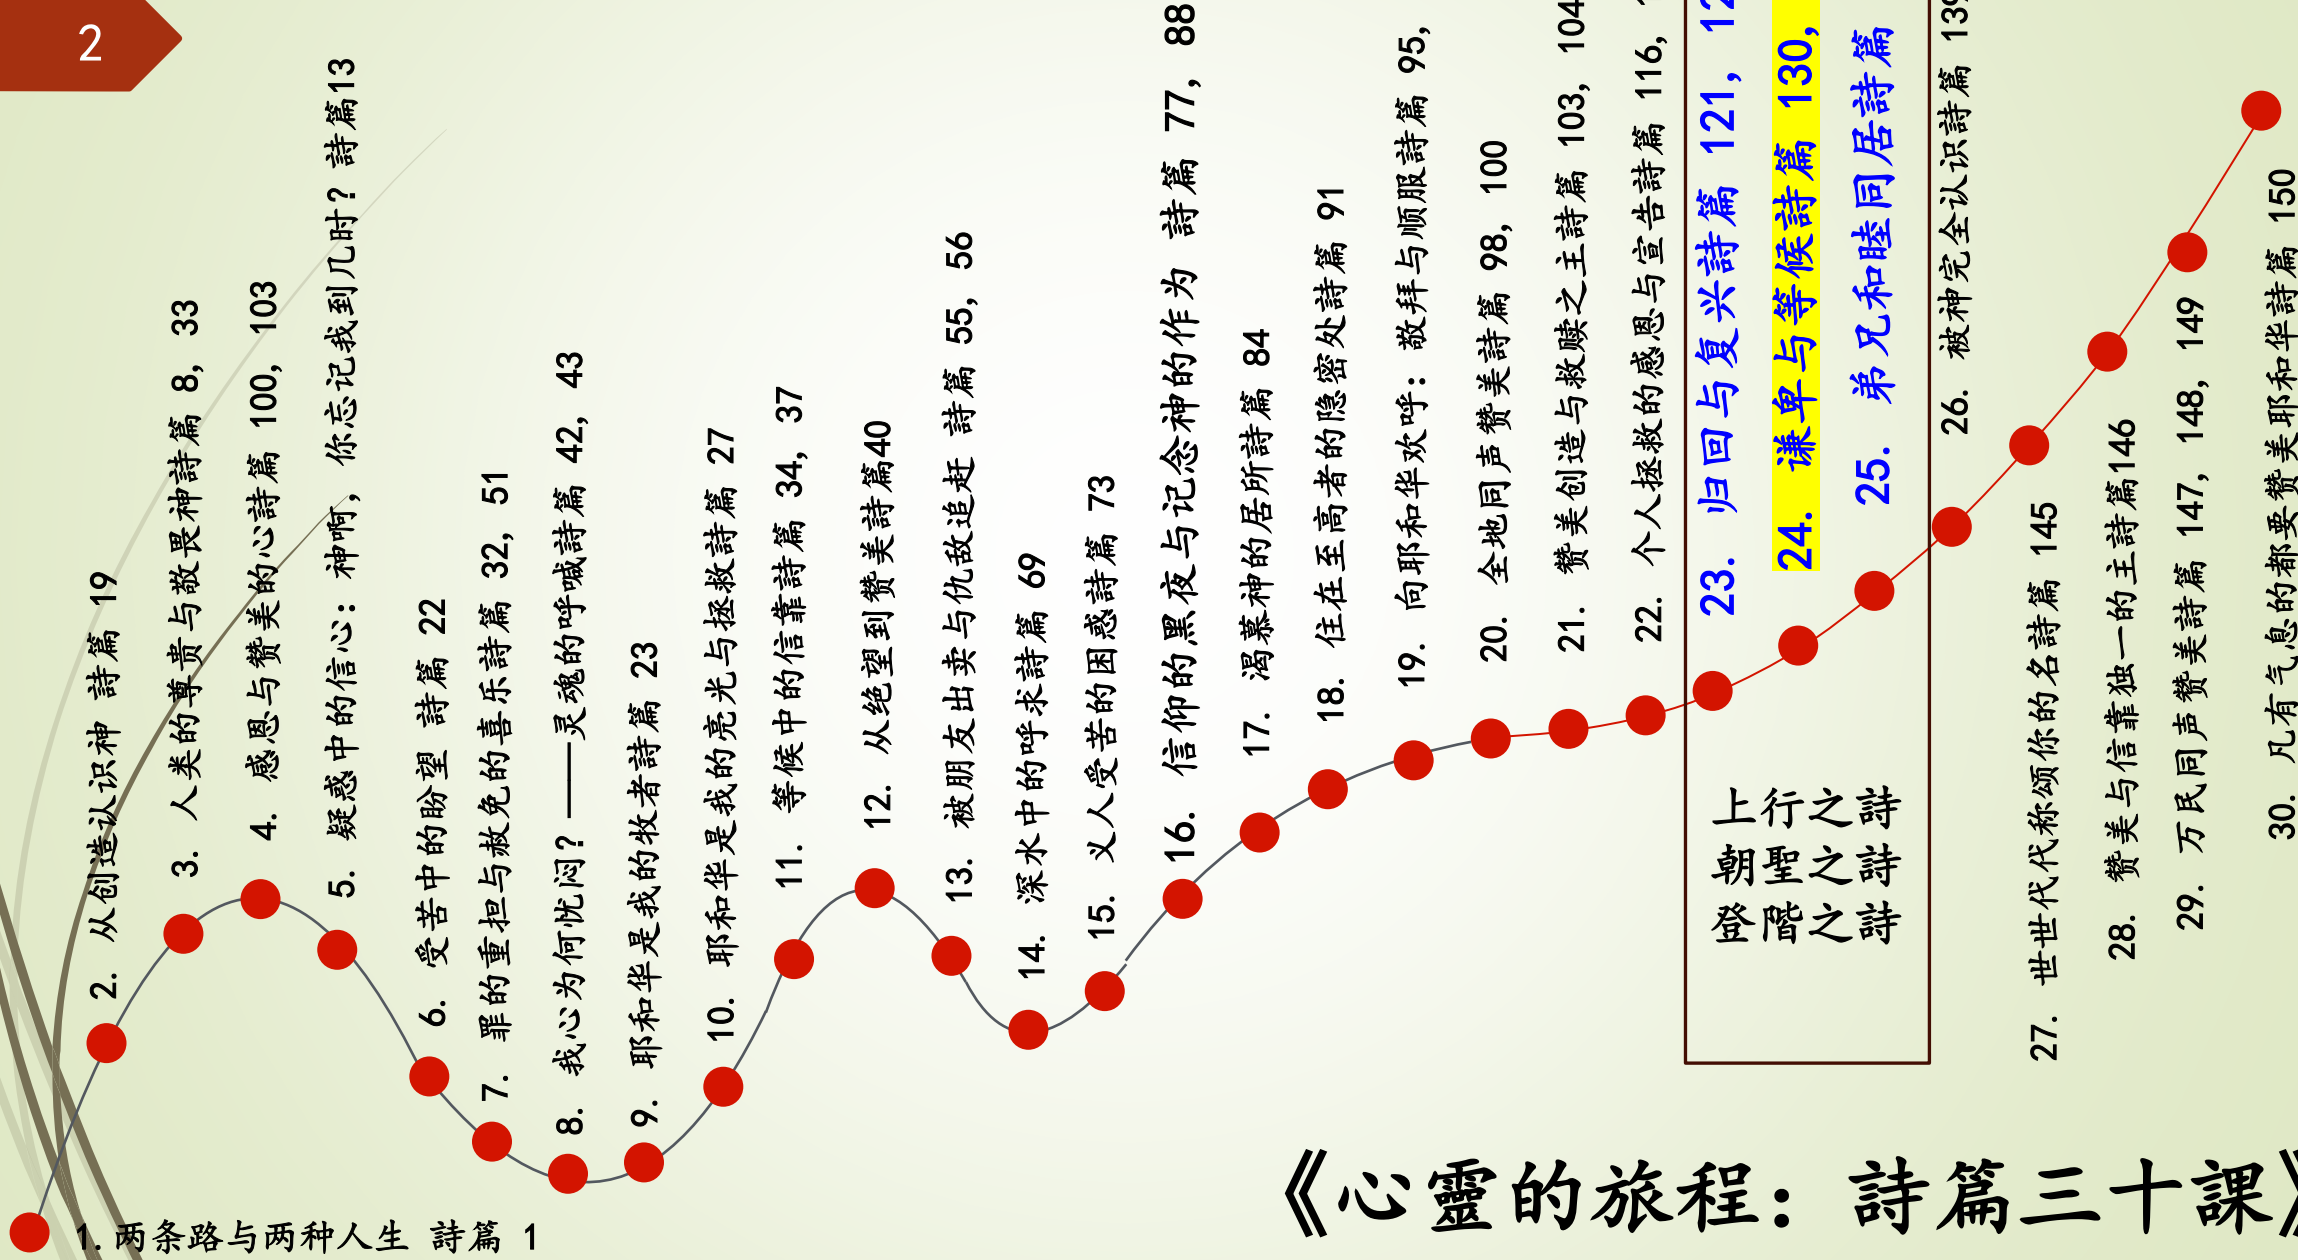 2
1.两条路与两种人生 詩篇 1
2. 从创造认识神 詩篇 19
3. 人类的尊贵与敬畏神詩篇 8, 33
4. 感恩与赞美的心詩篇 100, 103
5. 疑惑中的信心：神啊，你忘记我到几时？詩篇13
6. 受苦中的盼望 詩篇 22
7. 罪的重担与赦免的喜乐詩篇 32, 51
8. 我心为何忧闷？——灵魂的呼喊詩篇 42, 43
9. 耶和华是我的牧者詩篇 23
10. 耶和华是我的亮光与拯救詩篇 27
11. 等候中的信靠詩篇 34, 37
12. 从绝望到赞美詩篇40
13. 被朋友出卖与仇敌追赶 詩篇 55, 56
14. 深水中的呼求詩篇 69
15. 义人受苦的困惑詩篇 73
16. 信仰的黑夜与记念神的作为 詩篇 77, 88
17. 渴慕神的居所詩篇 84
18. 住在至高者的隐密处詩篇 91
19. 向耶和华欢呼：敬拜与顺服詩篇 95,
20. 全地同声赞美詩篇 98, 100
21. 赞美创造与救赎之主詩篇 103, 104
22. 个人拯救的感恩与宣告詩篇 116,
23. 归回与复兴詩篇 121, 12
24. 谦卑与等候詩篇 130,
25. 弟兄和睦同居詩篇
26. 被神完全认识詩篇 139
27. 世世代代称颂你的名詩篇 145
28. 赞美与信靠独一的主詩篇146
29. 万民同声赞美詩篇 147, 148, 149
30. 凡有气息的都要赞美耶和华詩篇 150
上行之詩
朝聖之詩
登階之詩
《心靈的旅程：詩篇三十課》